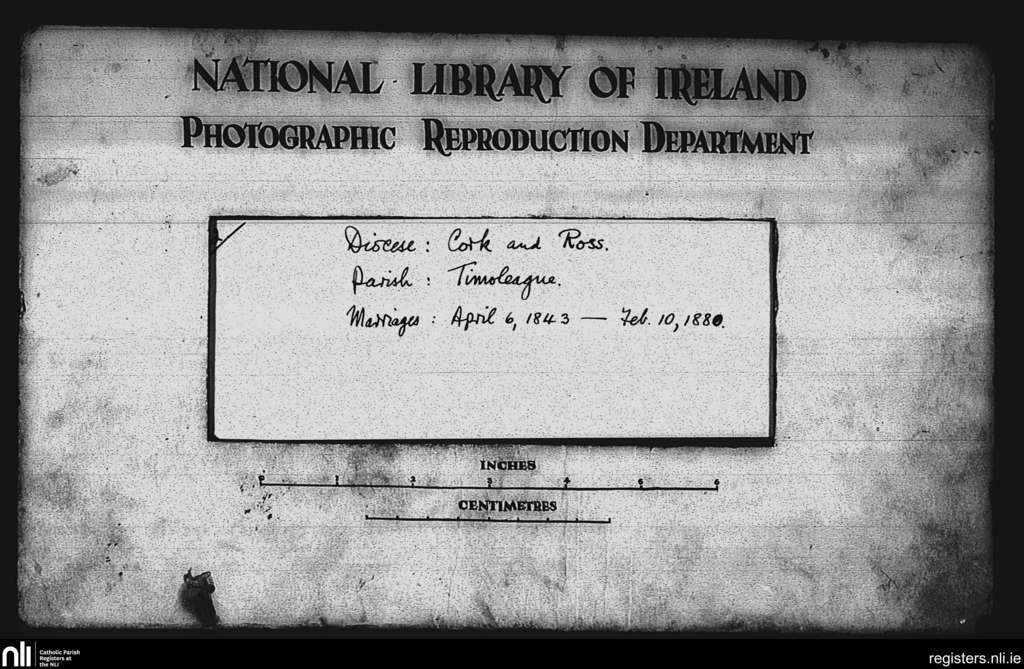 NATIONAL LIBRARY OF IRELAND
PHOTOGRAPHIC REPRODUCTION DEPARTMENT
Diocese: Cork and Ross.
Parish: Timoleague.
Marriages: April 6, 1843 — Feb. 10, 1880.
INCHES
0 1 2 3 4 5 6
CENTIMETRES
nli
Catholic Parish
Registers at
the NLI
registers.nli.ie